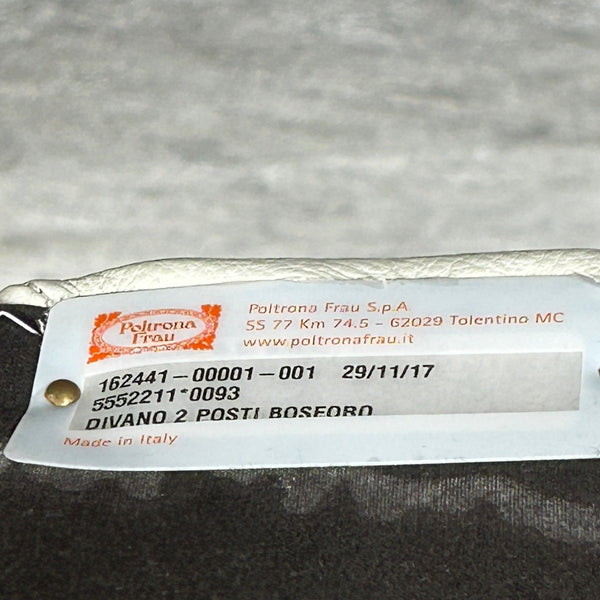 Poltrona
Frau
Poltrona Frau S.p.A.
SS 77 Km 74.5 - 62029 Tolentino MC
www.poltronafrau.it
162441-00001-001 29/11/17
5552211*0093
DIVANO 2 POSTI BOSFORO
Made in Italy